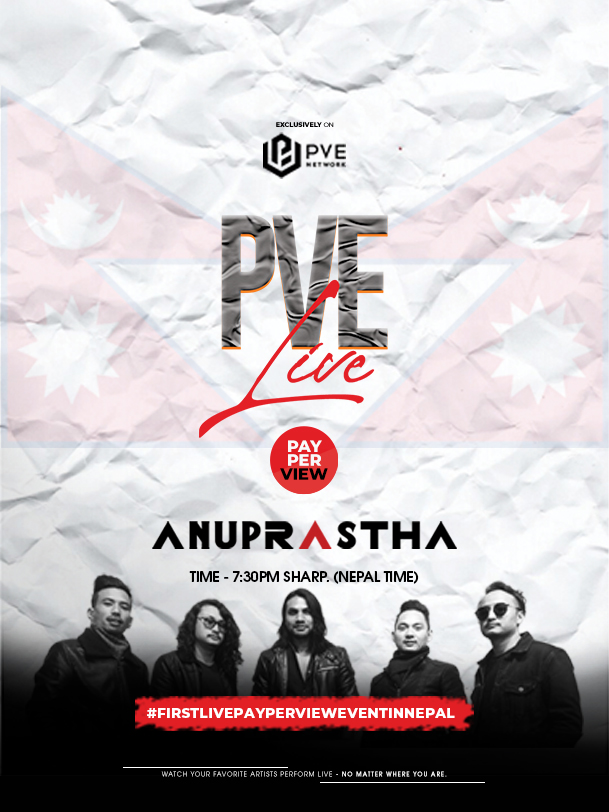 EXCLUSIVELY ON
PVE
NETWORK
PVE
Live
PAY
PER
VIEW
ANUPRASTHA
TIME - 7:30PM SHARP. (NEPAL TIME)
#FIRSTLIVEPAYPERVIEWEVENTINNEPAL
WATCH YOUR FAVORITE ARTISTS PERFORM LIVE - NO MATTER WHERE YOU ARE.